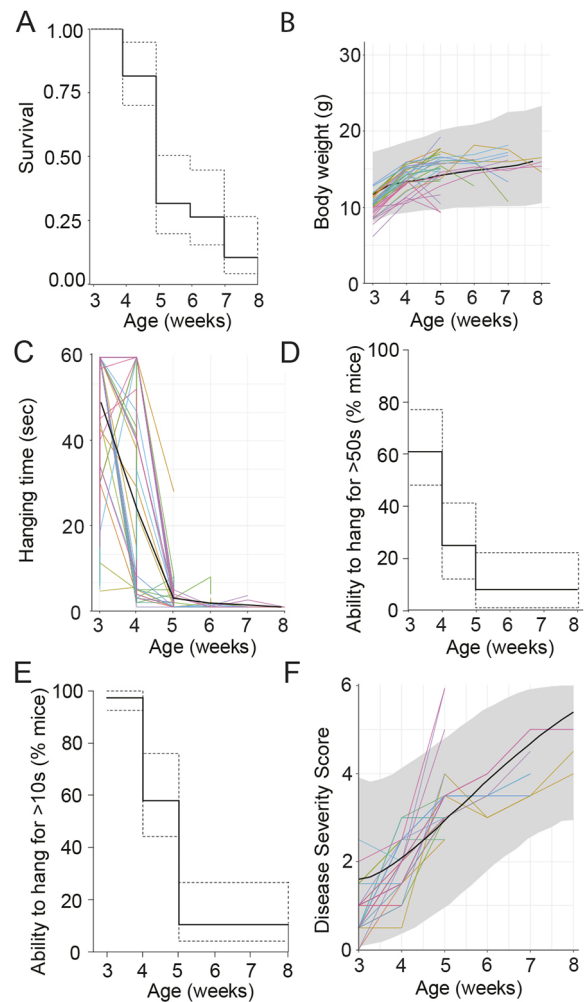 A
Survival
1.00
0.75
0.50
0.25
0.00
3 4 5 6 7 8
Age (weeks)
B
Body weight (g)
30
20
10
0
3 4 5 6 7 8
Age (weeks)
C
Hanging time (sec)
60
40
20
0
3 4 5 6 7 8
Age (weeks)
D
Ability to hang for >50s (% mice)
100
80
60
40
20
0
3 4 5 6 7 8
Age (weeks)
E
Ability to hang for >10s (% mice)
100
80
60
40
20
0
3 4 5 6 7 8
Age (weeks)
F
Disease Severity Score
6
4
2
0
3 4 5 6 7 8
Age (weeks)